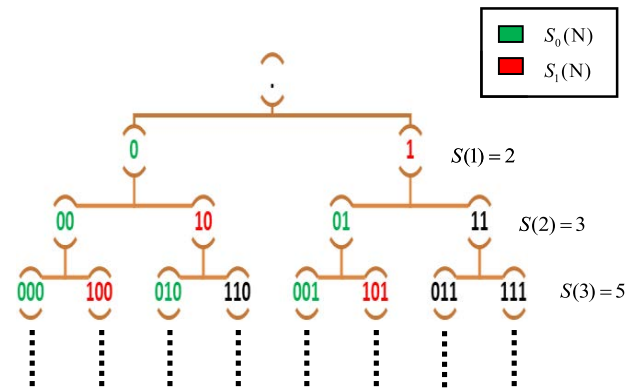 S₀(N)
S₁(N)
.
0 1 S(1) = 2
00 10 01 11 S(2) = 3
000 100 010 110 001 101 011 111 S(3) = 5